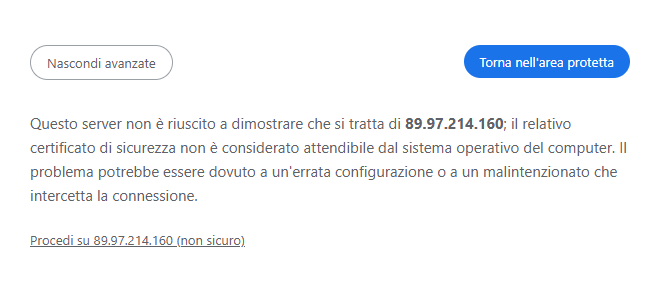 Nascondi avanzate
Torna nell'area protetta
Questo server non è riuscito a dimostrare che si tratta di 89.97.214.160; il relativo
certificato di sicurezza non è considerato attendibile dal sistema operativo del computer. Il
problema potrebbe essere dovuto a un'errata configurazione o a un malintenzionato che
intercetta la connessione.
Procedi su 89.97.214.160 (non sicuro)